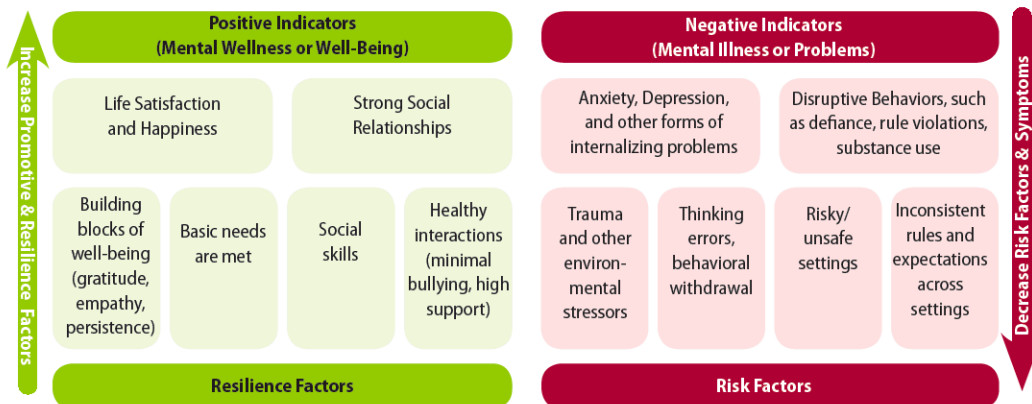 Increase Promotive & Resilience Factors
Positive Indicators
(Mental Wellness or Well-Being)
Life Satisfaction
and Happiness
Strong Social
Relationships
Building
blocks of
well-being
(gratitude,
empathy,
persistence)
Basic needs
are met
Social
skills
Healthy
interactions
(minimal
bullying, high
support)
Resilience Factors
Negative Indicators
(Mental Illness or Problems)
Anxiety, Depression,
and other forms of
internalizing problems
Disruptive Behaviors, such
as defiance, rule violations,
substance use
Trauma
and other
environ-
mental
stressors
Thinking
errors,
behavioral
withdrawal
Risky/
unsafe
settings
Inconsistent
rules and
expectations
across
settings
Risk Factors
Decrease Risk Factors & Symptoms